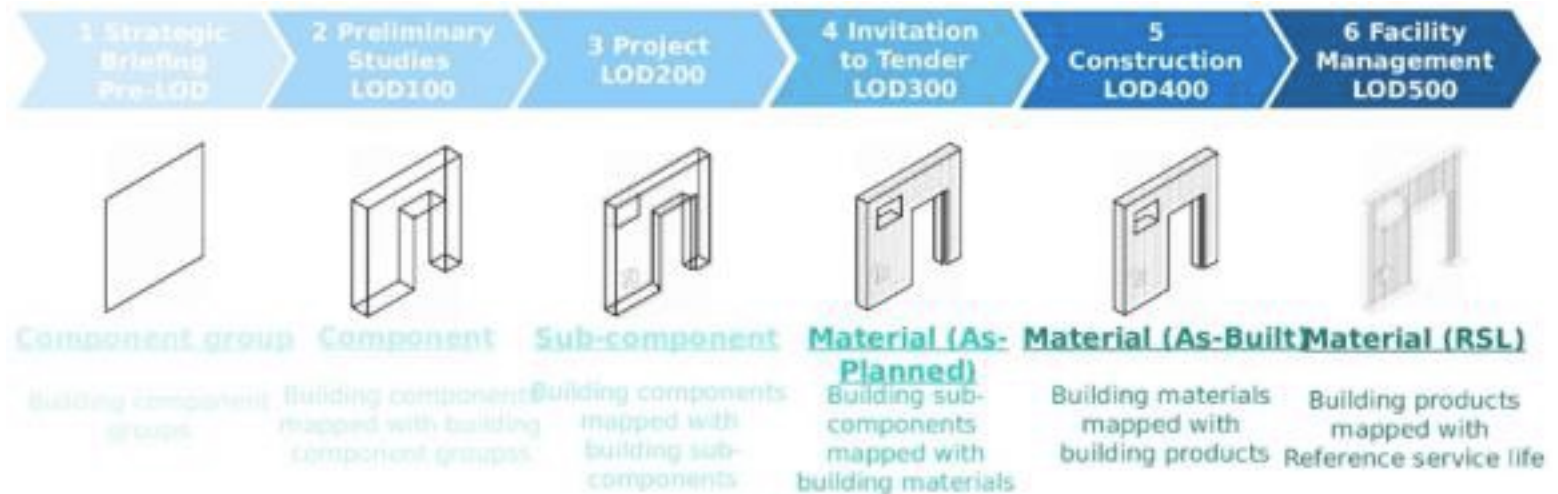 1 Strategic
Briefing
Pre-LOD
2 Preliminary
Studies
LOD100
3 Project
LOD200
4 Invitation
to Tender
LOD300
5
Construction
LOD400
6 Facility
Management
LOD500
Component group
Building component
groups
Component
Building components
mapped with building
component groupss
Sub-component
Building components
mapped with
building sub-
components
Material (As-
Planned)
Building sub-
components
mapped with
building materials
Material (As-Built)
Building materials
mapped with
building products
Material (RSL)
Building products
mapped with
Reference service life